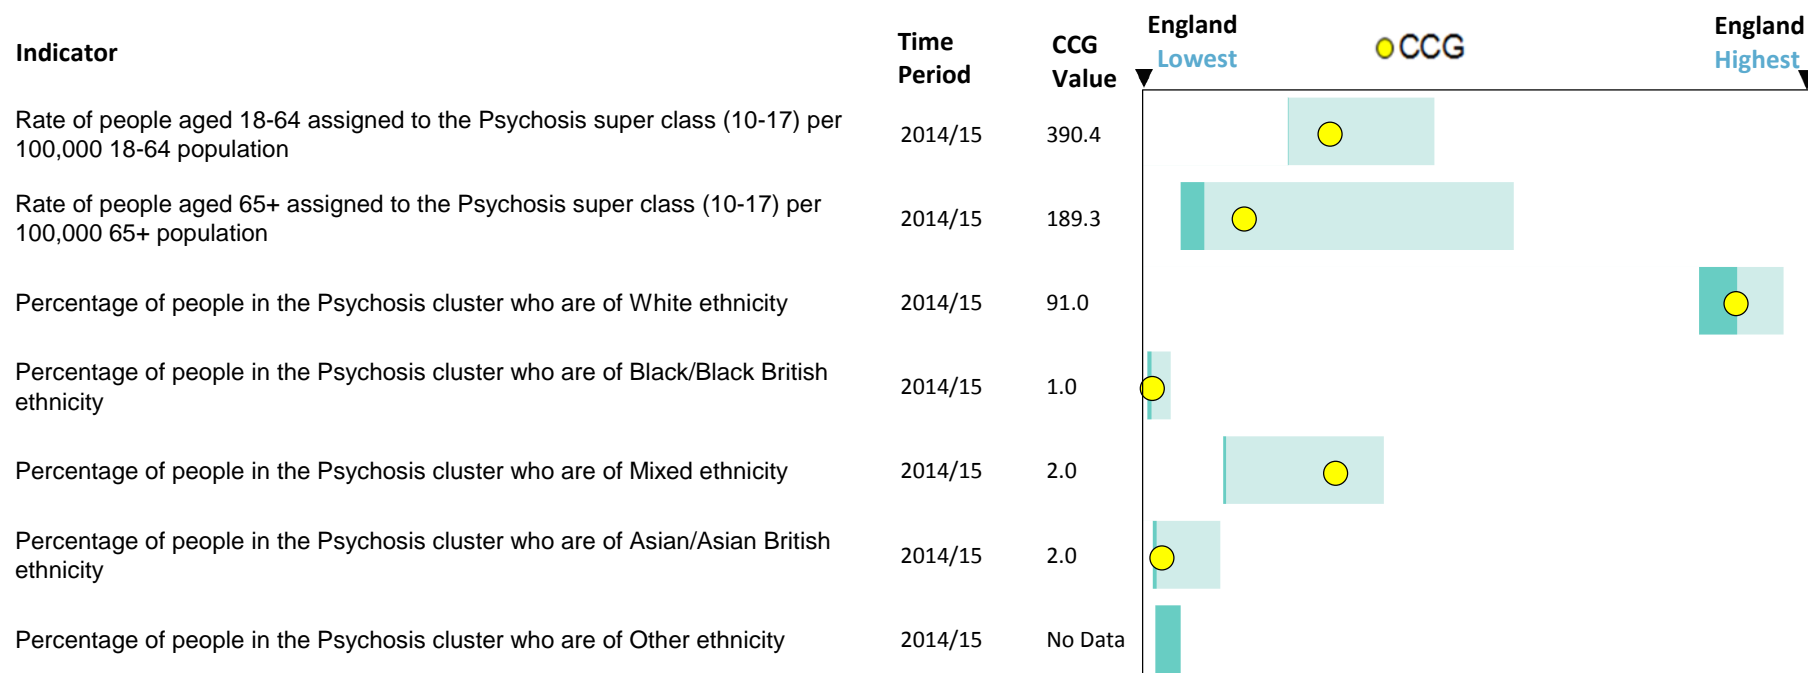 Indicator
Time
Period
CCG
Value
England
Lowest
CCG
England
Highest
Rate of people aged 18-64 assigned to the Psychosis super class (10-17) per
100,000 18-64 population
2014/15
390.4
Rate of people aged 65+ assigned to the Psychosis super class (10-17) per
100,000 65+ population
2014/15
189.3
Percentage of people in the Psychosis cluster who are of White ethnicity
2014/15
91.0
Percentage of people in the Psychosis cluster who are of Black/Black British
ethnicity
2014/15
1.0
Percentage of people in the Psychosis cluster who are of Mixed ethnicity
2014/15
2.0
Percentage of people in the Psychosis cluster who are of Asian/Asian British
ethnicity
2014/15
2.0
Percentage of people in the Psychosis cluster who are of Other ethnicity
2014/15
No Data